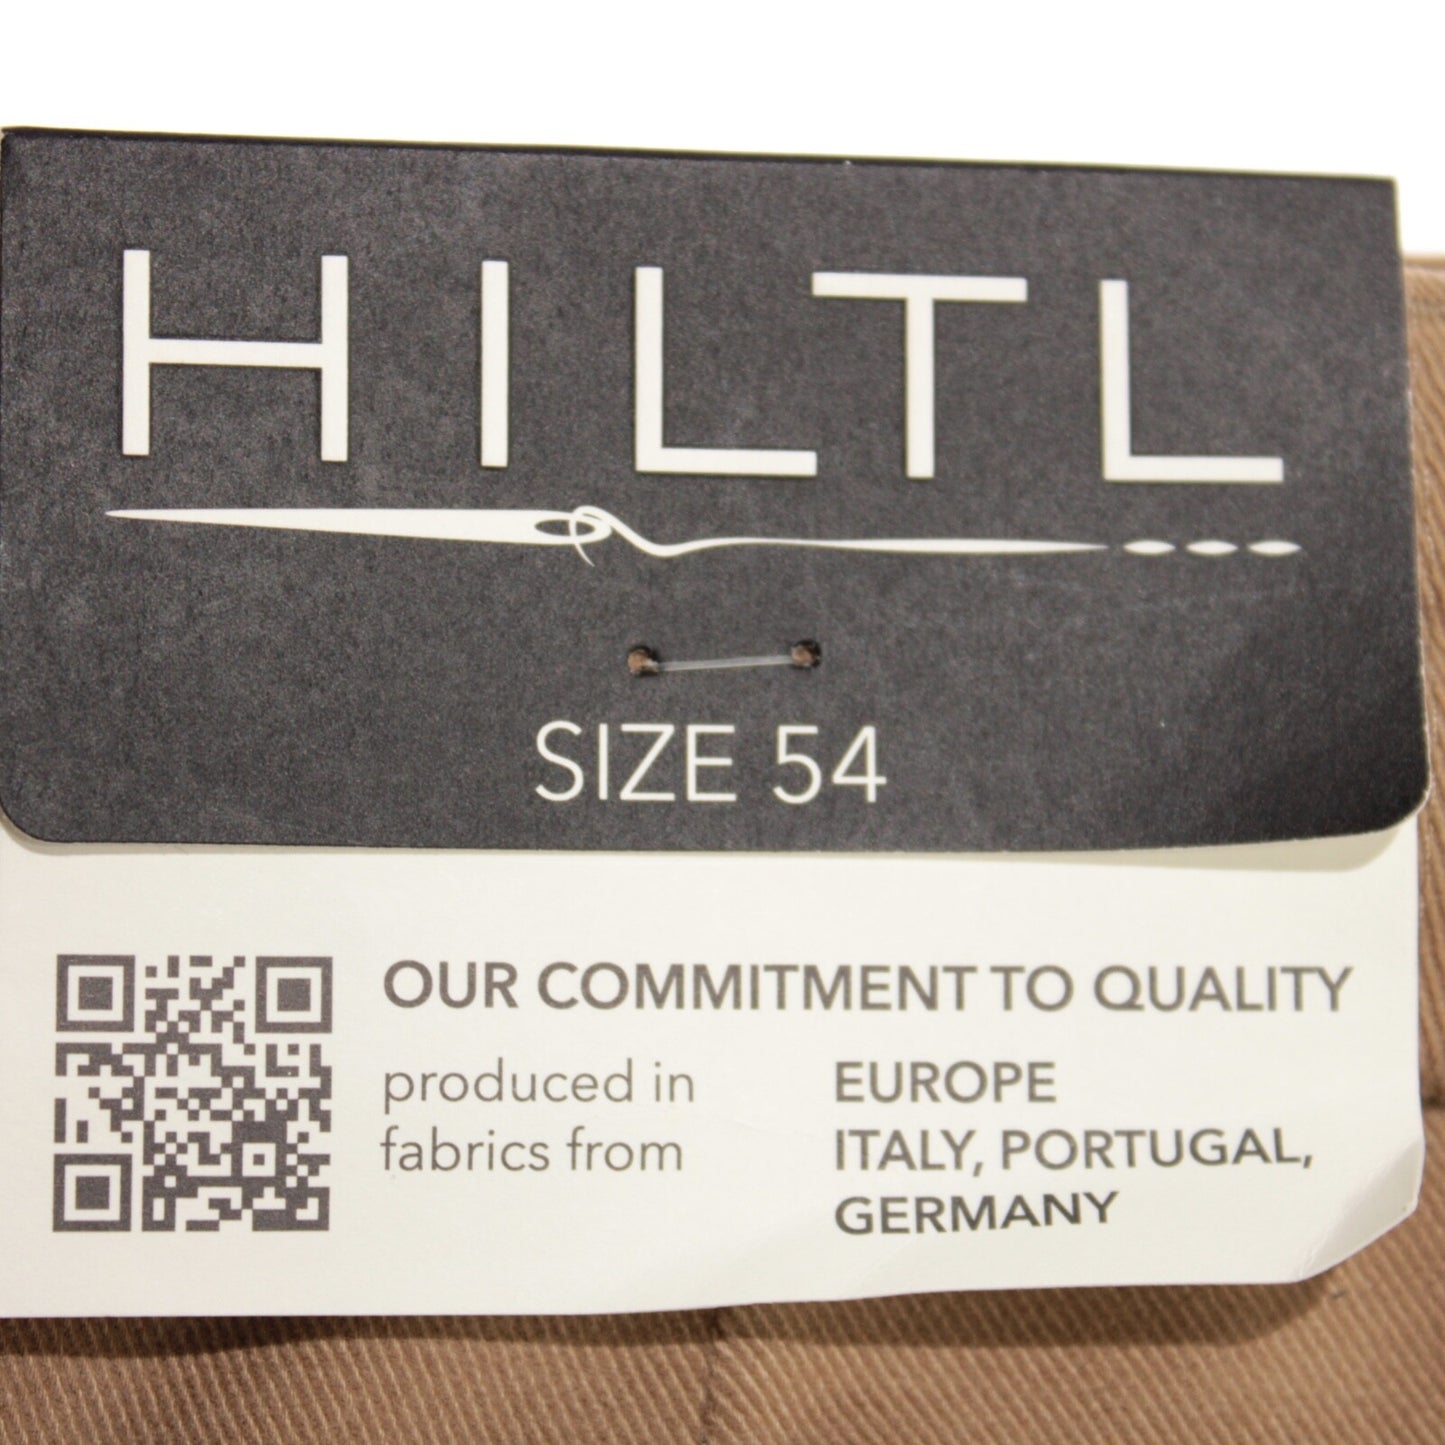 HILTL
SIZE 54
OUR COMMITMENT TO QUALITY
produced in EUROPE
fabrics from ITALY, PORTUGAL,
GERMANY